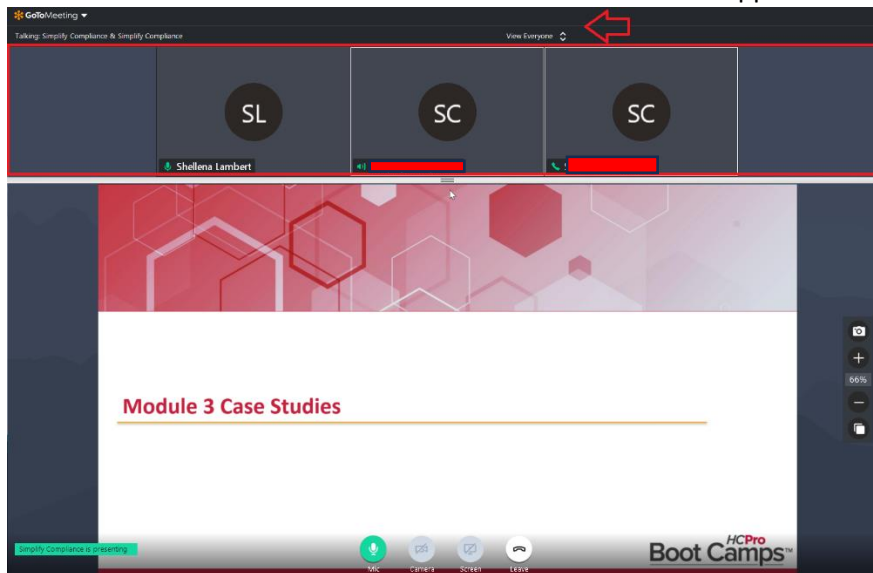 GoToMeeting
Talking: Simplify Compliance & Simplify Compliance
View Everyone
SL
SC
SC
Shellena Lambert
Module 3 Case Studies
66%
Simplify Compliance is presenting
Mic
Camera
Screen
Leave
HCPro
Boot Camps™